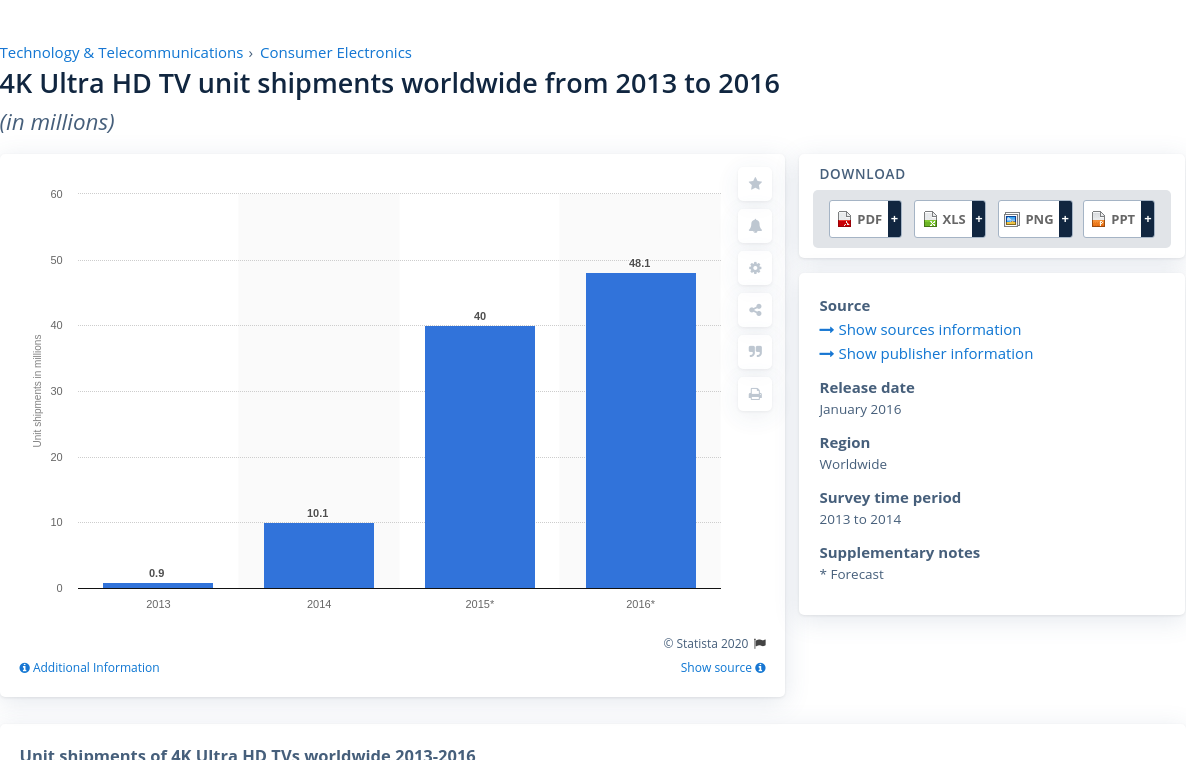 Technology & Telecommunications › Consumer Electronics
4K Ultra HD TV unit shipments worldwide from 2013 to 2016
(in millions)
DOWNLOAD
PDF +
XLS +
PNG +
PPT +
60
50
40
30
20
10
0
Unit shipments in millions
0.9
10.1
40
48.1
2013
2014
2015*
2016*
© Statista 2020
Additional Information
Show source
Source
Show sources information
Show publisher information
Release date
January 2016
Region
Worldwide
Survey time period
2013 to 2014
Supplementary notes
* Forecast
Unit shipments of 4K Ultra HD TVs worldwide 2013-2016